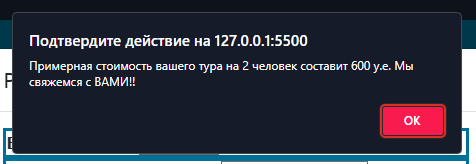 Подтвердите действие на 127.0.0.1:5500
Примерная стоимость вашего тура на 2 человек составит 600 у.е. Мы
свяжемся с ВАМИ!!
ОК